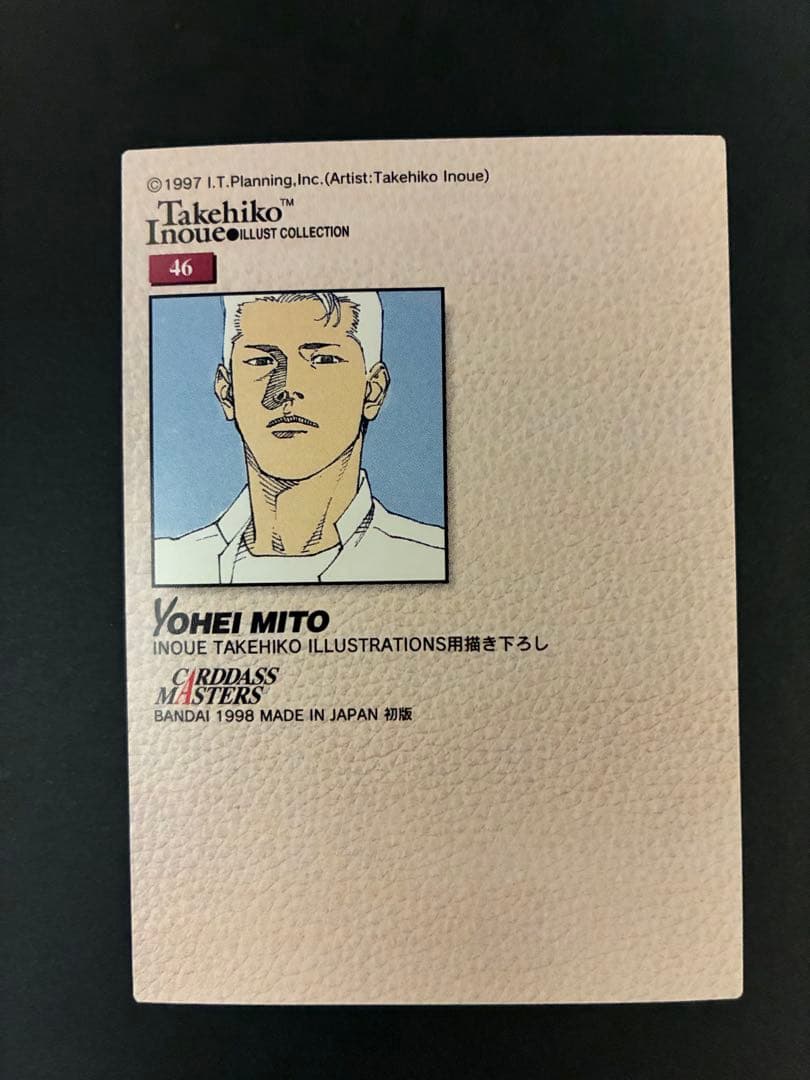 ©1997 I.T.Planning,Inc.(Artist:Takehiko Inoue)
Takehiko™
Inoue●ILLUST COLLECTION
46
YOHEI MITO
INOUE TAKEHIKO ILLUSTRATIONS用描き下ろし
CARDDASS
MASTERS
BANDAI 1998 MADE IN JAPAN 初版